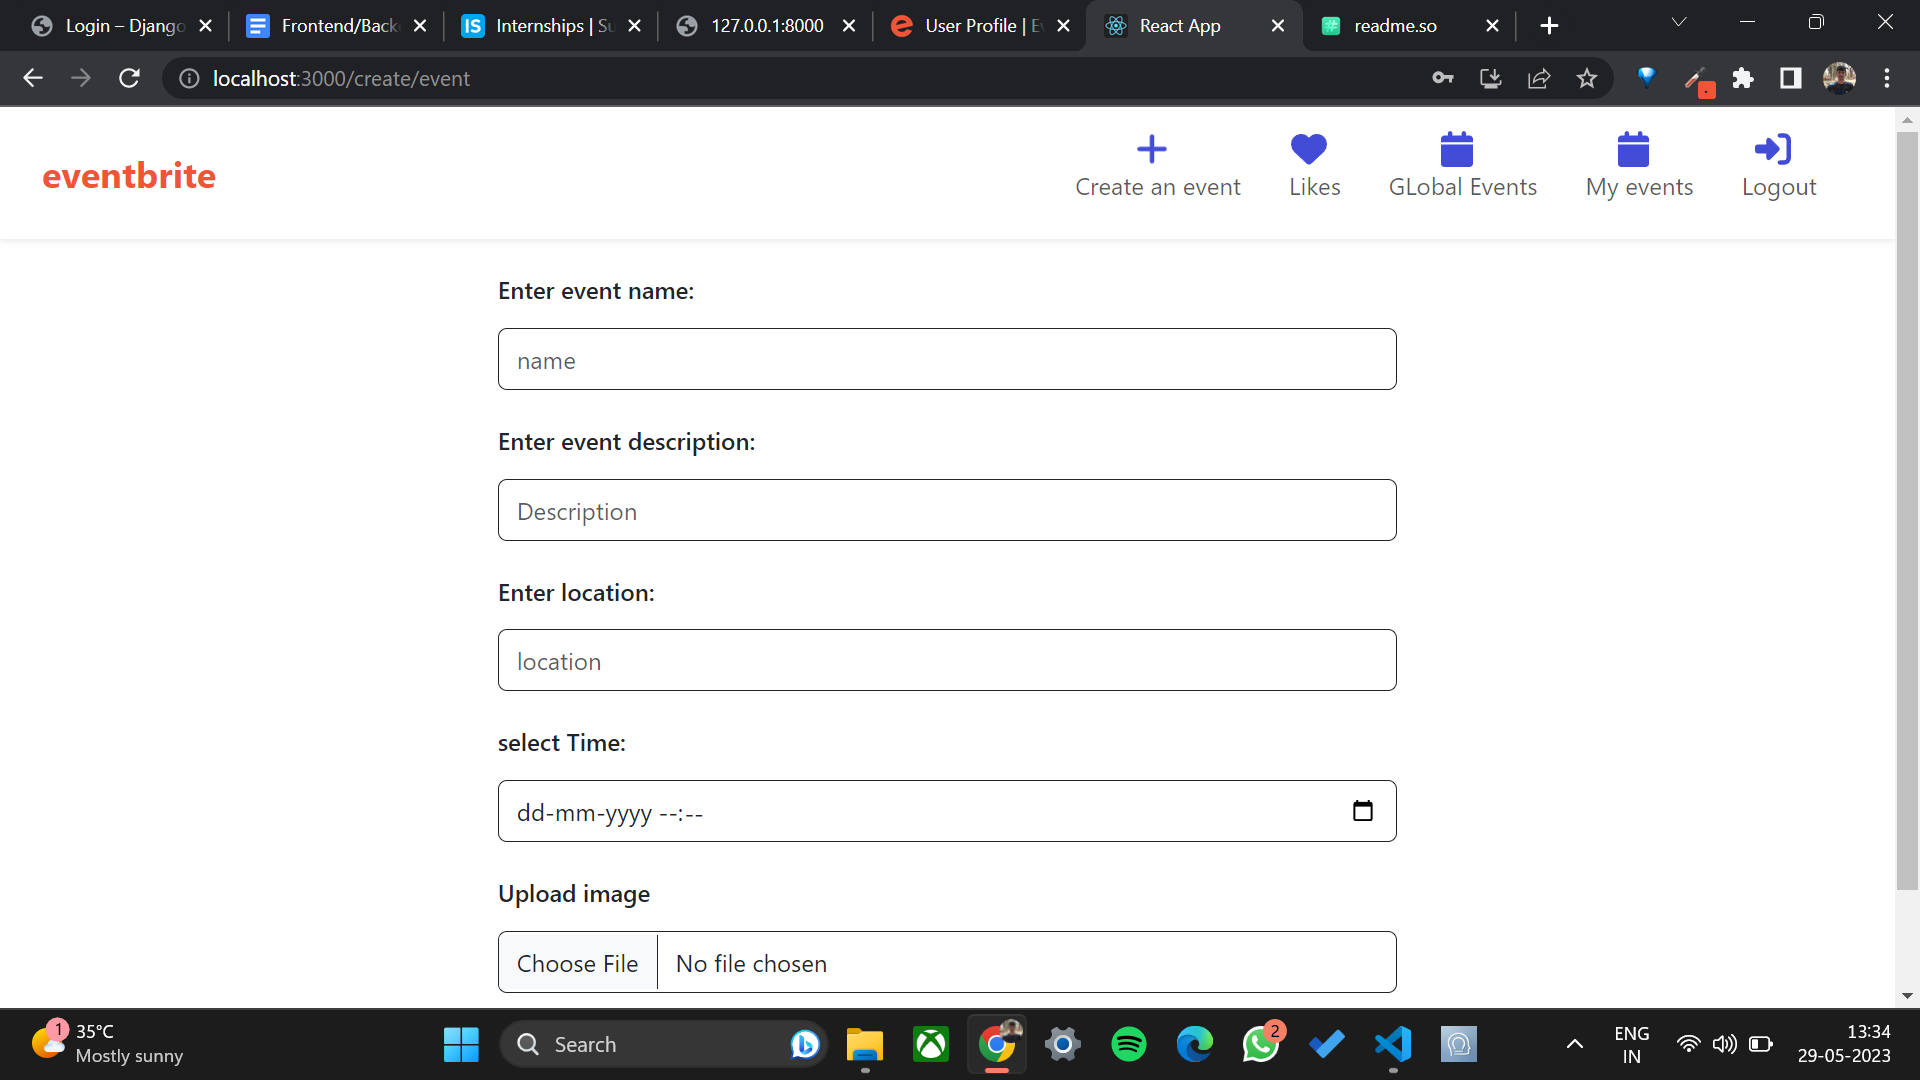 Login – Django
Frontend/Back
Internships | Su
127.0.0.1:8000
User Profile | Ev
React App
readme.so
localhost:3000/create/event
eventbrite
Create an event
Likes
GLobal Events
My events
Logout
Enter event name:
name
Enter event description:
Description
Enter location:
location
select Time:
dd-mm-yyyy --:--
Upload image
Choose File
No file chosen
1
35°C
Mostly sunny
Search
2
ENG
IN
13:34
29-05-2023
IS